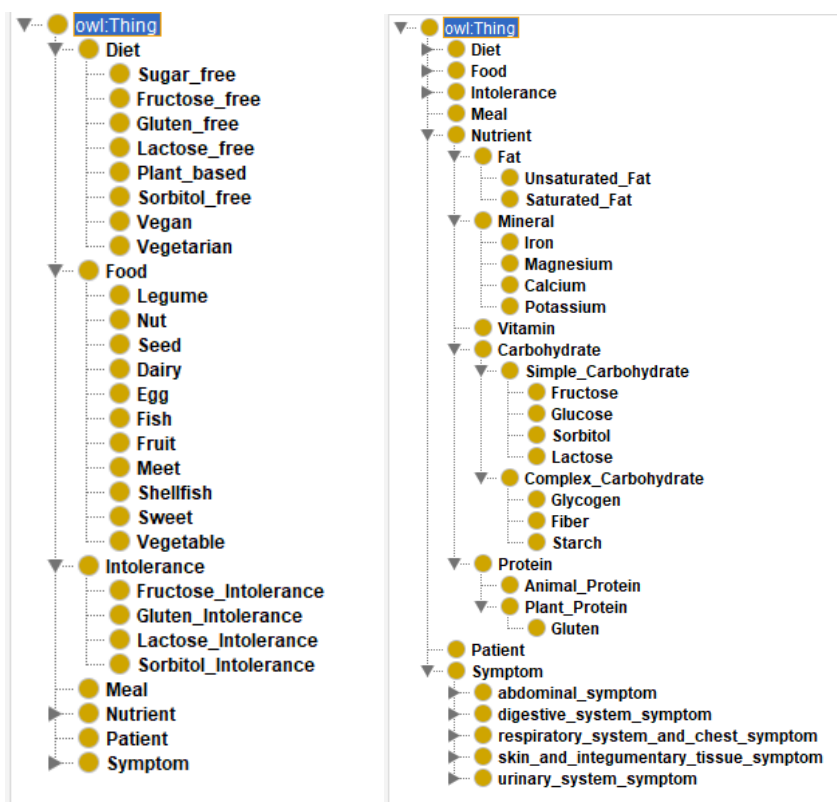 owl:Thing
Diet
Sugar_free
Fructose_free
Gluten_free
Lactose_free
Plant_based
Sorbitol_free
Vegan
Vegetarian
Food
Legume
Nut
Seed
Dairy
Egg
Fish
Fruit
Meet
Shellfish
Sweet
Vegetable
Intolerance
Fructose_Intolerance
Gluten_Intolerance
Lactose_Intolerance
Sorbitol_Intolerance
Meal
Nutrient
Patient
Symptom
owl:Thing
Diet
Food
Intolerance
Meal
Nutrient
Fat
Unsaturated_Fat
Saturated_Fat
Mineral
Iron
Magnesium
Calcium
Potassium
Vitamin
Carbohydrate
Simple_Carbohydrate
Fructose
Glucose
Sorbitol
Lactose
Complex_Carbohydrate
Glycogen
Fiber
Starch
Protein
Animal_Protein
Plant_Protein
Gluten
Patient
Symptom
abdominal_symptom
digestive_system_symptom
respiratory_system_and_chest_symptom
skin_and_integumentary_tissue_symptom
urinary_system_symptom